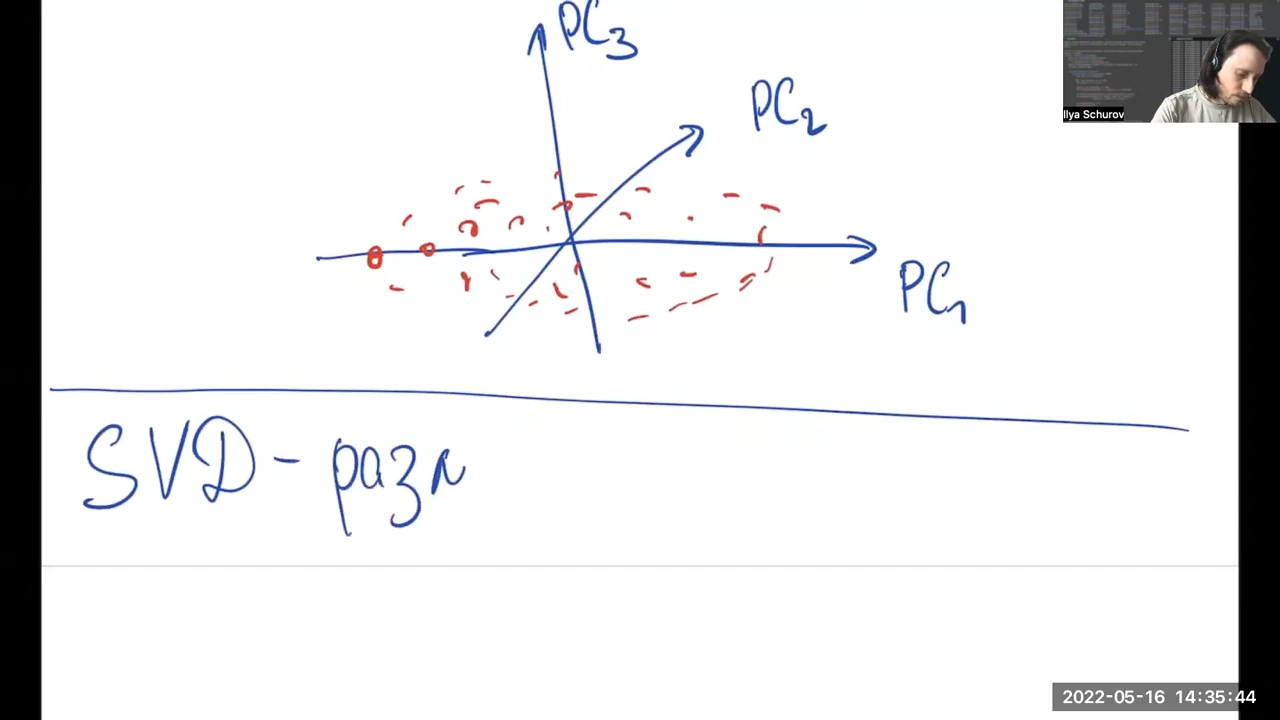 PC3
PC2
Ilya Schurov
PC1
SVD - разл
2022-05-16 14:35:44